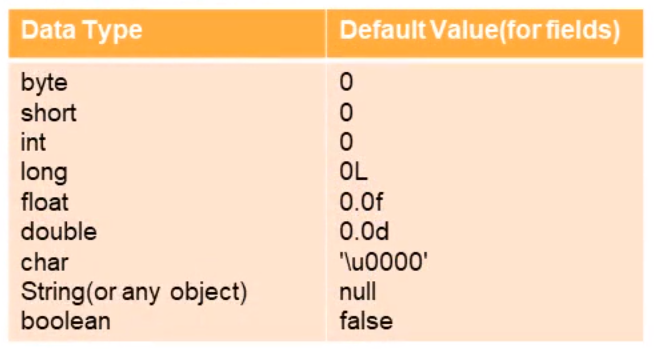 Data Type Default Value(for fields)
byte 0
short 0
int 0
long 0L
float 0.0f
double 0.0d
char '\u0000'
String(or any object) null
boolean false